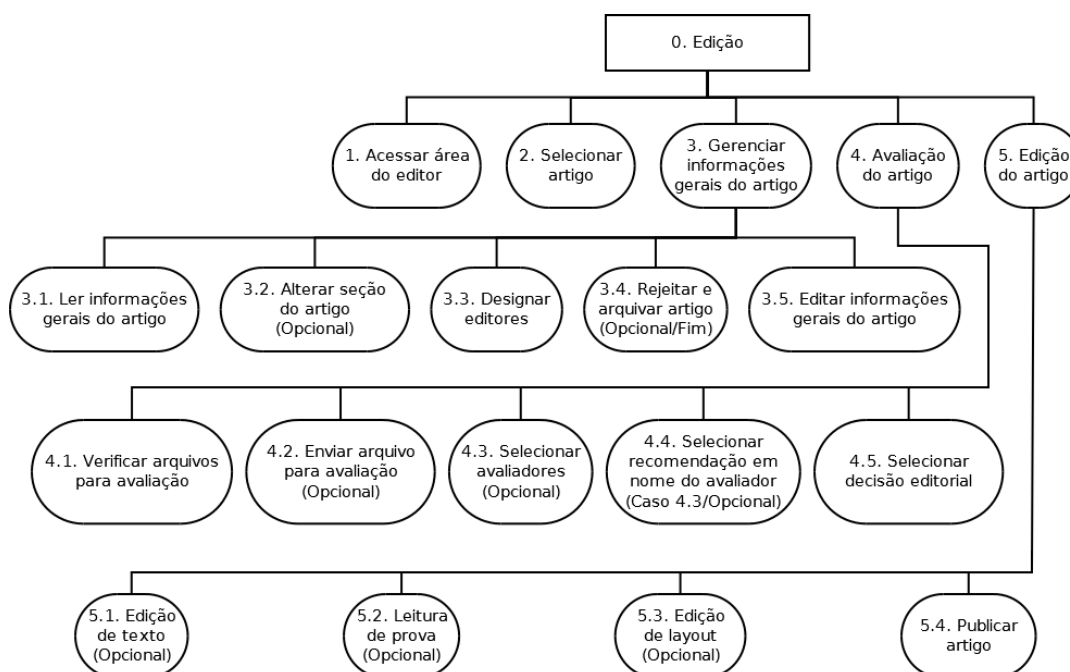 0. Edição
1. Acessar área
do editor
2. Selecionar
artigo
3. Gerenciar
informações
gerais do artigo
4. Avaliação
do artigo
5. Edição
do artigo
3.1. Ler informações
gerais do artigo
3.2. Alterar seção
do artigo
(Opcional)
3.3. Designar
editores
3.4. Rejeitar e
arquivar artigo
(Opcional/Fim)
3.5. Editar informações
gerais do artigo
4.1. Verificar arquivos
para avaliação
4.2. Enviar arquivo
para avaliação
(Opcional)
4.3. Selecionar
avaliadores
(Opcional)
4.4. Selecionar
recomendação em
nome do avaliador
(Caso 4.3/Opcional)
4.5. Selecionar
decisão editorial
5.1. Edição
de texto
(Opcional)
5.2. Leitura
de prova
(Opcional)
5.3. Edição
de layout
(Opcional)
5.4. Publicar
artigo